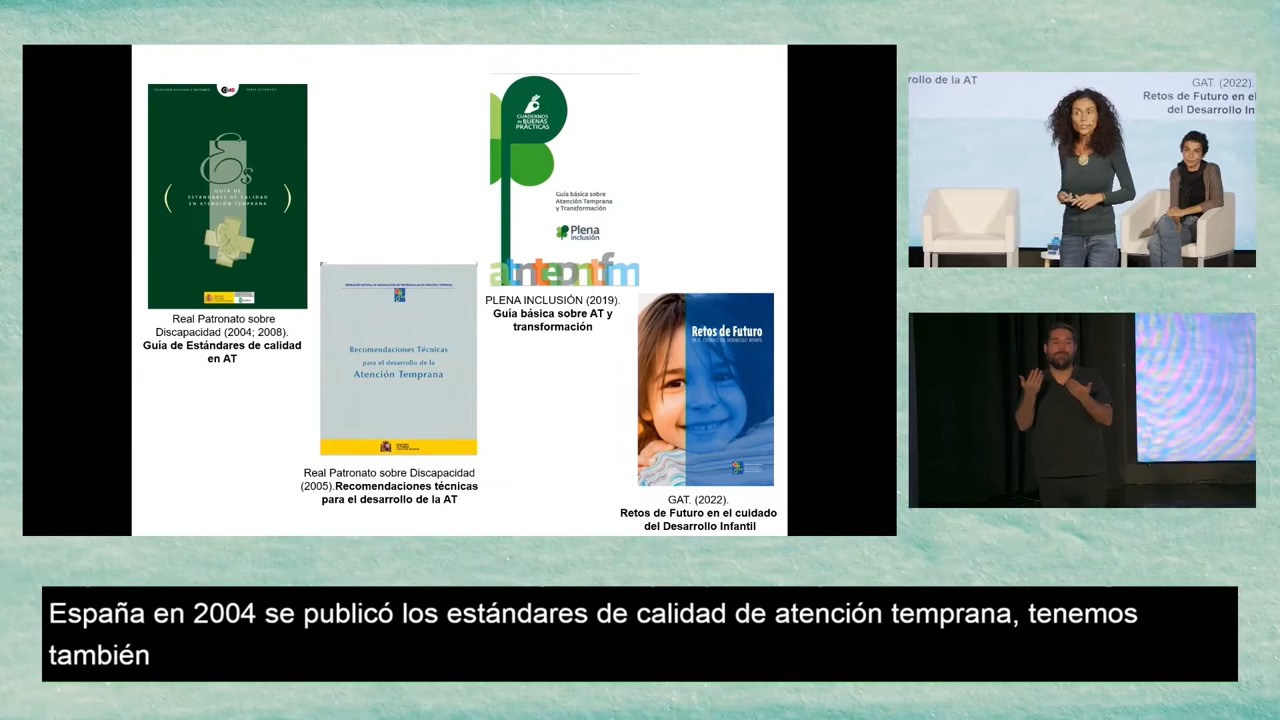 GUÍA DE
ESTÁNDARES DE CALIDAD
EN ATENCIÓN TEMPRANA
Real Patronato sobre
Discapacidad (2004; 2008).
Guía de Estándares de calidad
en AT
Recomendaciones Técnicas
para el desarrollo de la
Atención Temprana
Real Patronato sobre Discapacidad
(2005).Recomendaciones técnicas
para el desarrollo de la AT
CUADERNOS
de BUENAS
PRÁCTICAS
Guía básica sobre
Atención Temprana
y Transformación
Plena
inclusión
PLENA INCLUSIÓN (2019).
Guía básica sobre AT y
transformación
Retos de Futuro
EN EL CUIDADO DEL DESARROLLO INFANTIL
GAT. (2022).
Retos de Futuro en el cuidado
del Desarrollo Infantil
rollo de la AT
GAT. (2022).
Retos de Futuro en el
del Desarrollo In
España en 2004 se publicó los estándares de calidad de atención temprana, tenemos
también